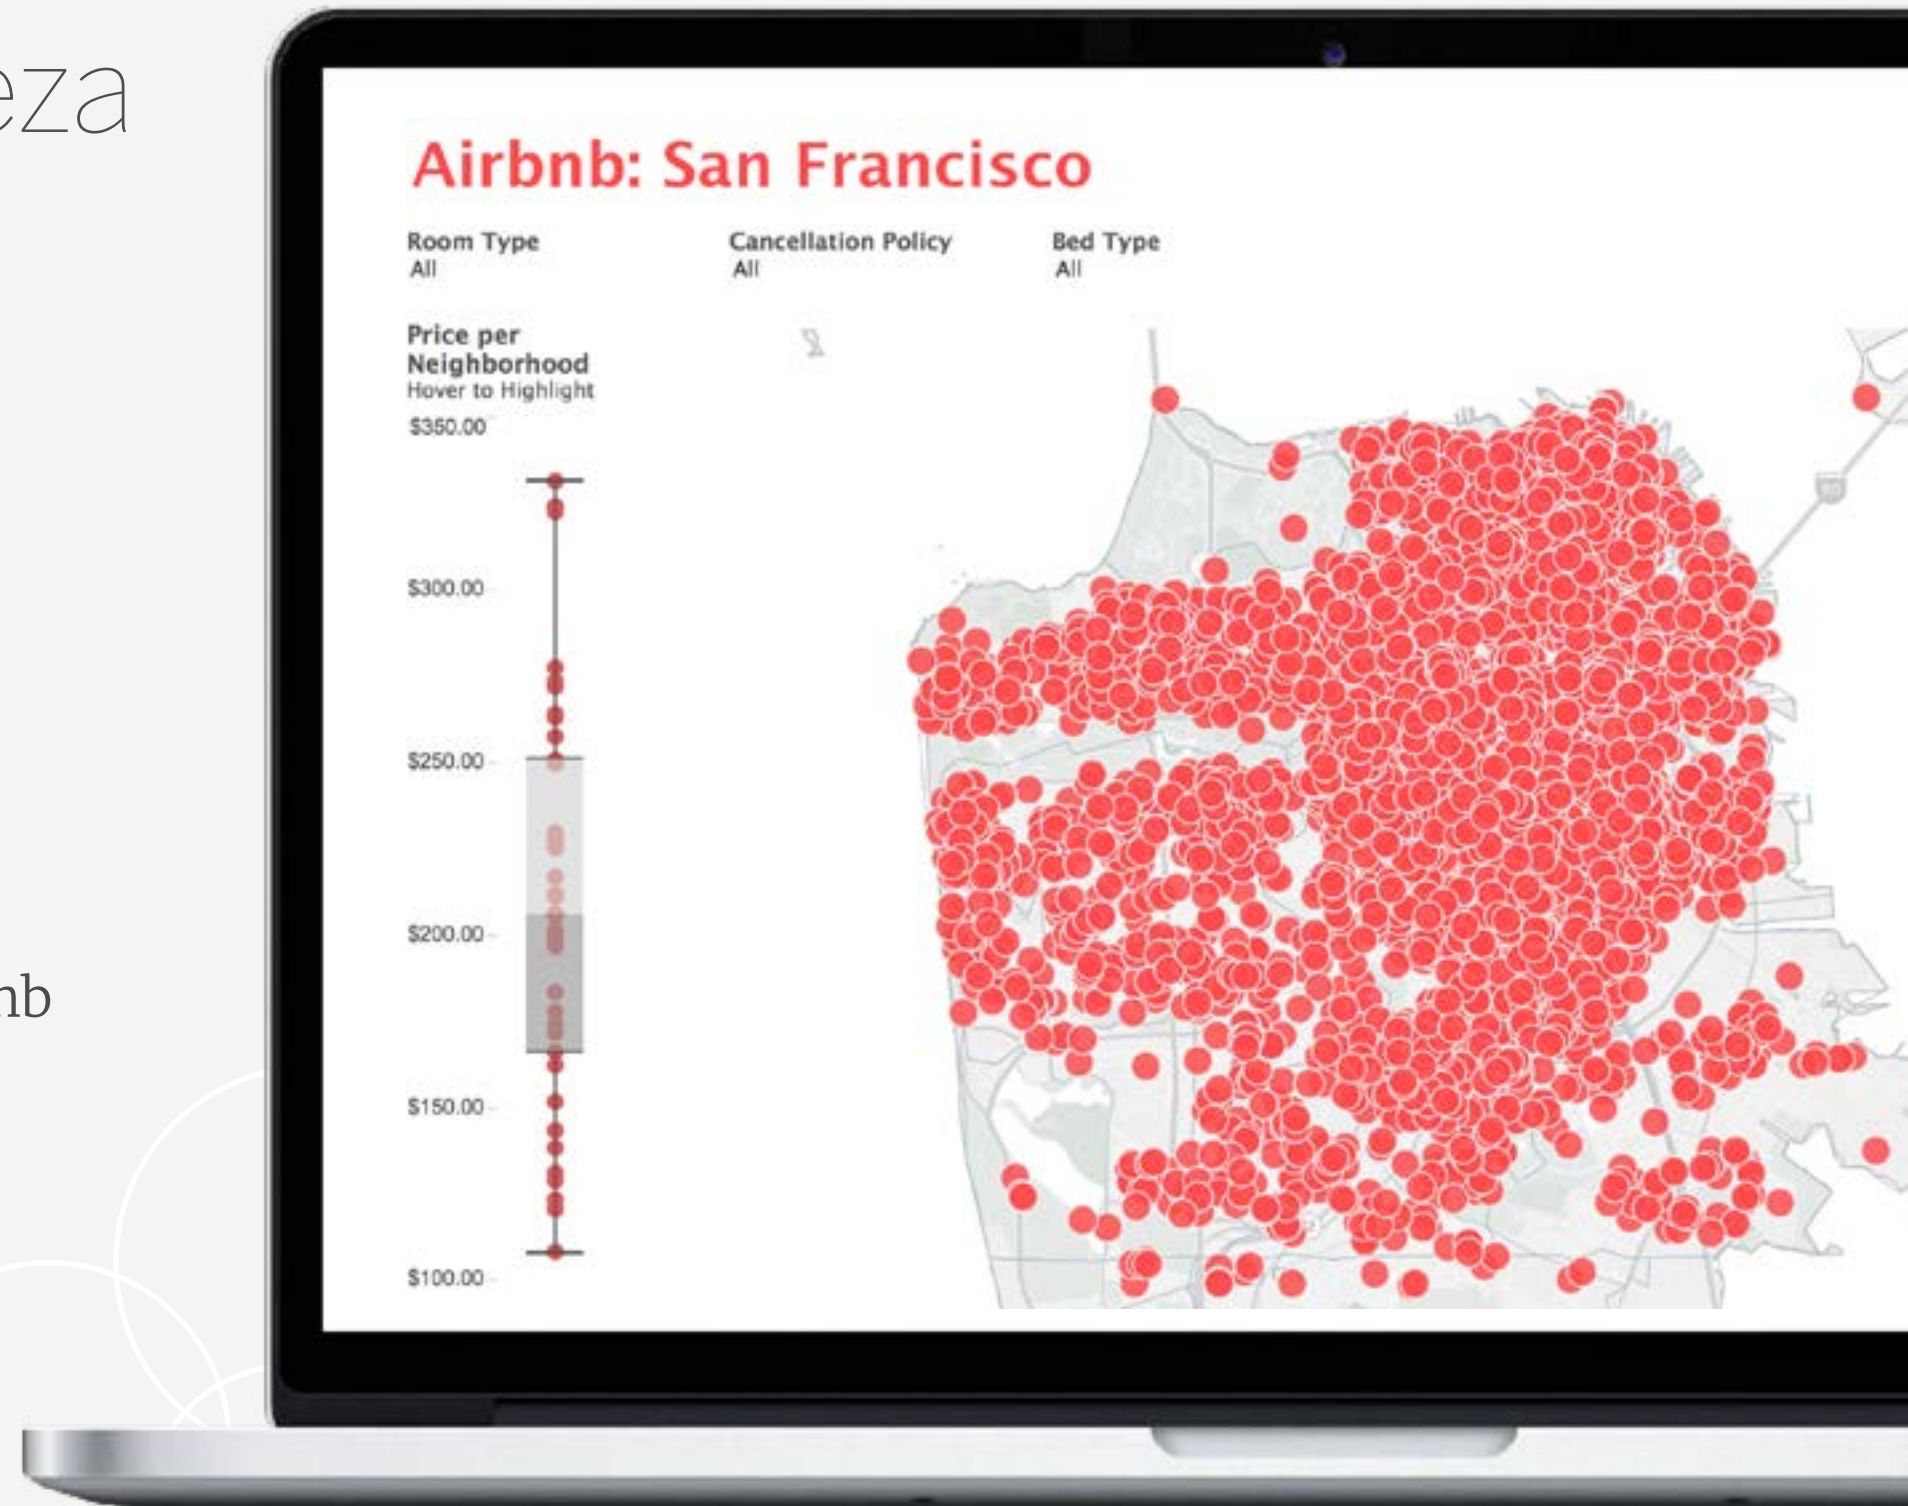 eza
Airbnb: San Francisco
Room Type
All
Cancellation Policy
All
Bed Type
All
Price per
Neighborhood
Hover to Highlight
$350.00
$300.00
$250.00
$200.00
$150.00
$100.00
nb